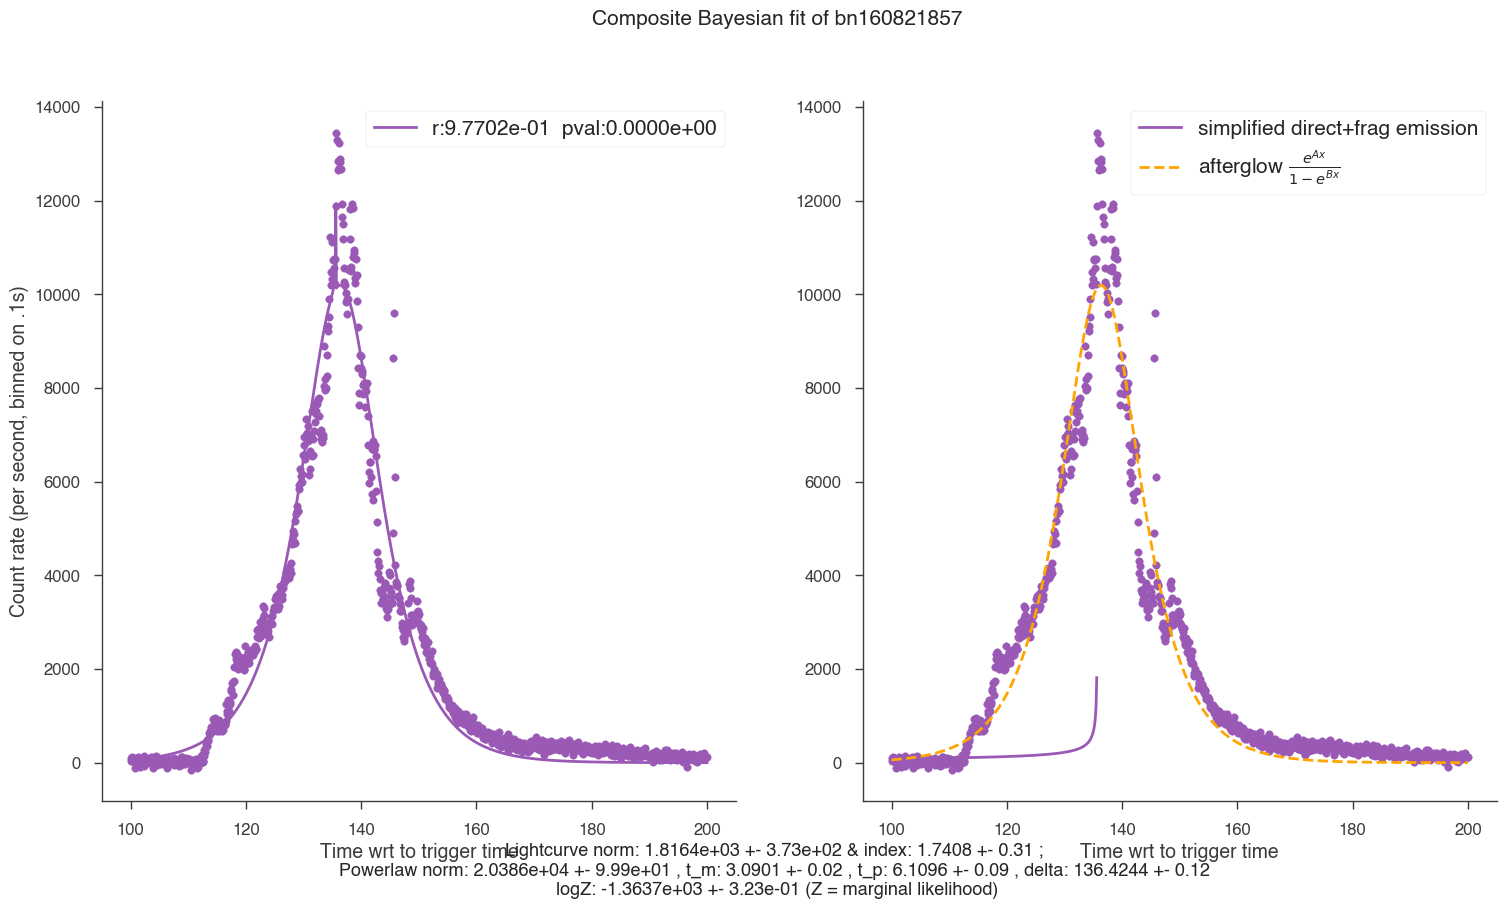 Composite Bayesian fit of bn160821857
14000
12000
10000
8000
6000
4000
2000
0
Count rate (per second, binned on .1s)
r:9.7702e-01  pval:0.0000e+00
100
120
140
160
180
200
Time wrt to trigger time
14000
12000
10000
8000
6000
4000
2000
0
simplified direct+frag emission
afterglow e^{Ax}/(1 − e^{Bx})
100
120
140
160
180
200
Time wrt to trigger time
Lightcurve norm: 1.8164e+03 +- 3.73e+02 & index: 1.7408 +- 0.31 ;
Powerlaw norm: 2.0386e+04 +- 9.99e+01 , t_m: 3.0901 +- 0.02 , t_p: 6.1096 +- 0.09 , delta: 136.4244 +- 0.12
logZ: -1.3637e+03 +- 3.23e-01 (Z = marginal likelihood)